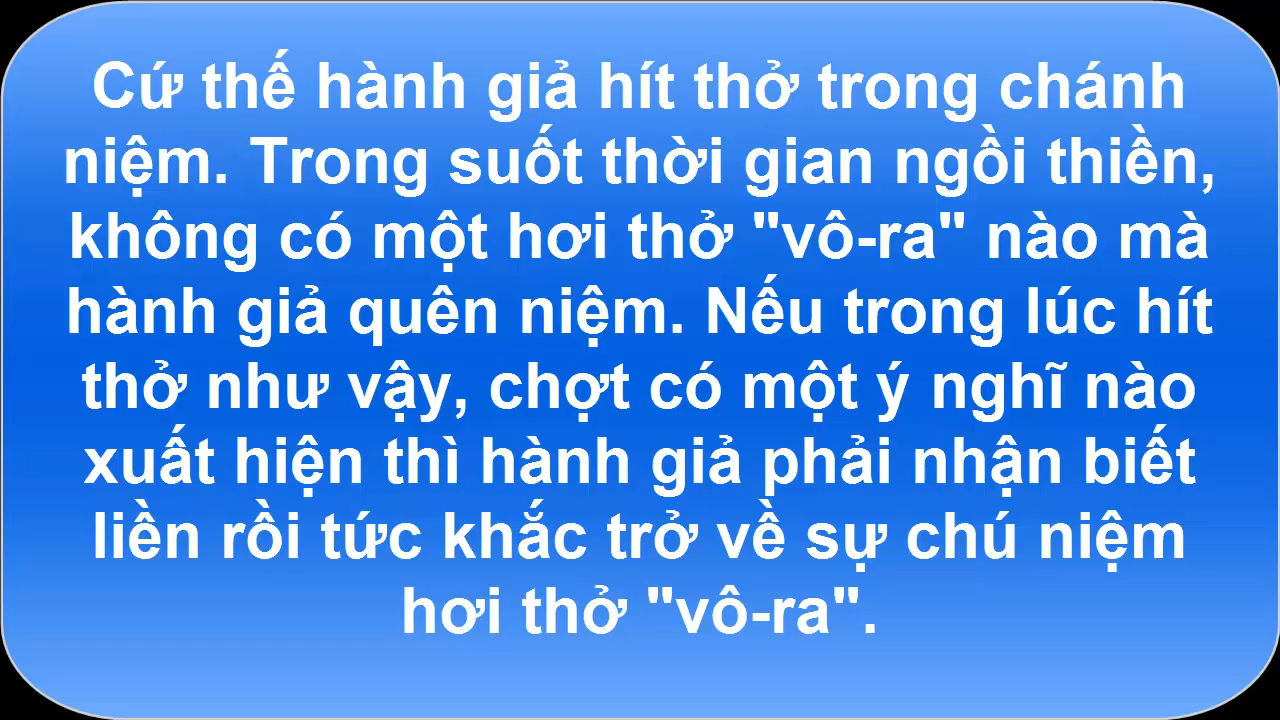 Cứ thế hành giả hít thở trong chánh
niệm. Trong suốt thời gian ngồi thiền,
không có một hơi thở "vô-ra" nào mà
hành giả quên niệm. Nếu trong lúc hít
thở như vậy, chợt có một ý nghĩ nào
xuất hiện thì hành giả phải nhận biết
liền rồi tức khắc trở về sự chú niệm
hơi thở "vô-ra".